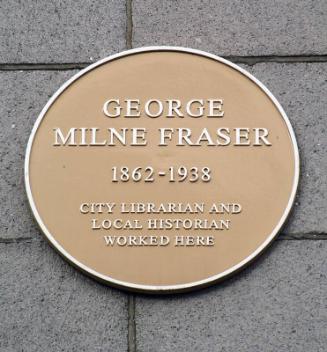 GEORGE
MILNE FRASER
1862-1938
CITY LIBRARIAN AND
LOCAL HISTORIAN
WORKED HERE